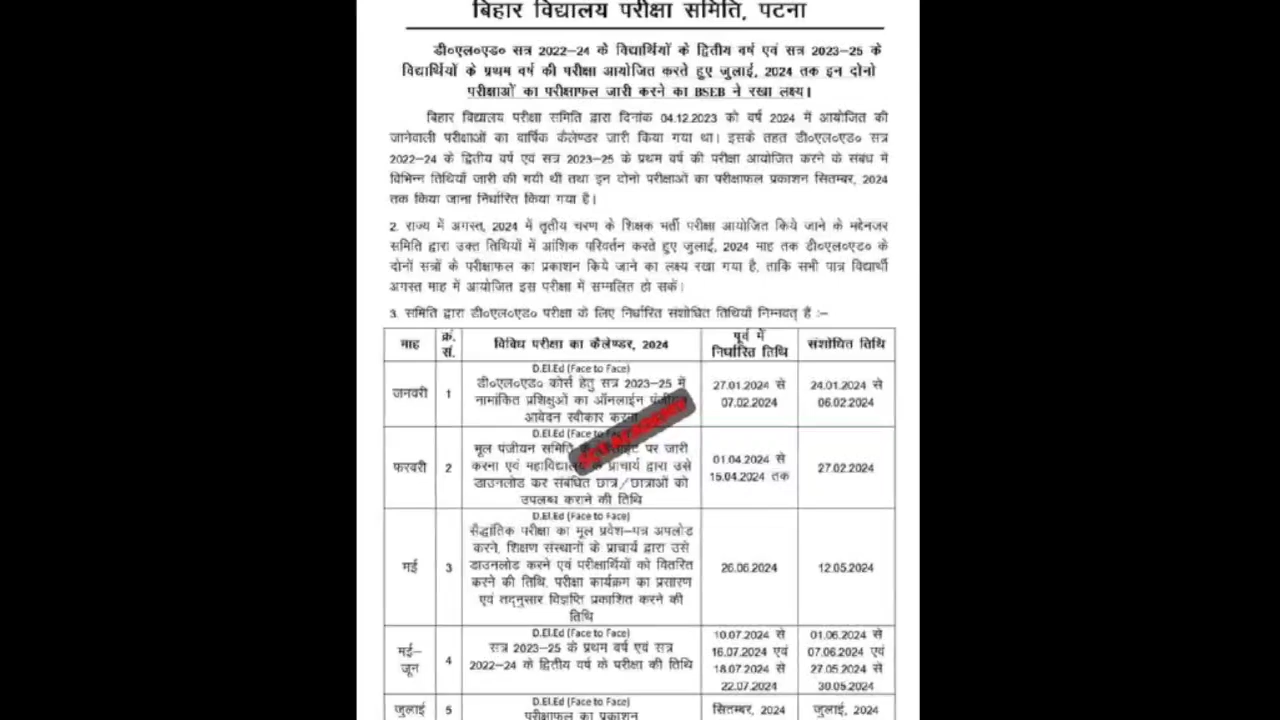 बिहार विद्यालय परीक्षा समिति, पटना
डी०एल०एड० सत्र 2022–24 के विद्यार्थियों के द्वितीय वर्ष एवं सत्र 2023–25 के
विद्यार्थियों के प्रथम वर्ष की परीक्षा आयोजित करते हुए जुलाई, 2024 तक इन दोनो
परीक्षाओं का परीक्षाफल जारी करने का BSEB ने रखा लक्ष्य।
बिहार विद्यालय परीक्षा समिति द्वारा दिनांक 04.12.2023 को वर्ष 2024 में आयोजित की
जानेवाली परीक्षाओं का वार्षिक कैलेण्डर जारी किया गया था। इसके तहत डी०एल०एड० सत्र
2022–24 के द्वितीय वर्ष एवं सत्र 2023–25 के प्रथम वर्ष की परीक्षा आयोजित करने के संबंध में
विभिन्न तिथियाँ जारी की गयी थीं तथा इन दोनो परीक्षाओं का परीक्षाफल प्रकाशन सितम्बर, 2024
तक किया जाना निर्धारित किया गया है।
2. राज्य में अगस्त, 2024 में तृतीय चरण के शिक्षक भर्ती परीक्षा आयोजित किये जाने के मद्देनजर
समिति द्वारा उक्त तिथियों में आंशिक परिवर्तन करते हुए जुलाई, 2024 माह तक डी०एल०एड० के
दोनों सत्रों के परीक्षाफल का प्रकाशन किये जाने का लक्ष्य रखा गया है, ताकि सभी पात्र विद्यार्थी
अगस्त माह में आयोजित इस परीक्षा में सम्मलित हो सकें।
3. समिति द्वारा डी०एल०एड० परीक्षा के लिए निर्धारित संशोधित तिथियाँ निम्नवत् हैं :–
माह क्रं. सं. विविध परीक्षा का कैलेण्डर, 2024 पूर्व में निर्धारित तिथि संशोधित तिथि
D.El.Ed (Face to Face)
जनवरी 1 डी०एल०एड० कोर्स हेतु सत्र 2023–25 में 27.01.2024 से 24.01.2024 से
नामांकित प्रशिक्षुओं का ऑनलाईन 07.02.2024 06.02.2024
आवेदन स्वीकार करना
D.El.Ed (Face to Face)
फरवरी 2 मूल पंजीयन समिति पर जारी 01.04.2024 से 27.02.2024
करना एवं महाविद्यालय के प्राचार्य द्वारा उसे 15.04.2024 तक
डाउनलोड कर संबंधित छात्र/छात्राओं को
उपलब्ध कराने की तिथि
D.El.Ed (Face to Face)
सैद्धांतिक परीक्षा का मूल प्रवेश–पत्र अपलोड
करने, शिक्षण संस्थानों के प्राचार्य द्वारा उसे
मई 3 डाउनलोड करने एवं परीक्षार्थियों को वितरित 26.06.2024 12.05.2024
करने की तिथि, परीक्षा कार्यक्रम का प्रसारण
एवं तद्नुसार विज्ञप्ति प्रकाशित करने की
तिथि
D.El.Ed (Face to Face) 10.07.2024 से 01.06.2024 से
मई– 4 सत्र 2023–25 के प्रथम वर्ष एवं सत्र 16.07.2024 एवं 07.06.2024 एवं
जून 2022–24 के द्वितीय वर्ष के परीक्षा की तिथि 18.07.2024 से 27.05.2024 से
22.07.2024 30.05.2024
D.El.Ed (Face to Face)
जुलाई 5 परीक्षाफल का प्रकाशन सितम्बर, 2024 जुलाई, 2024